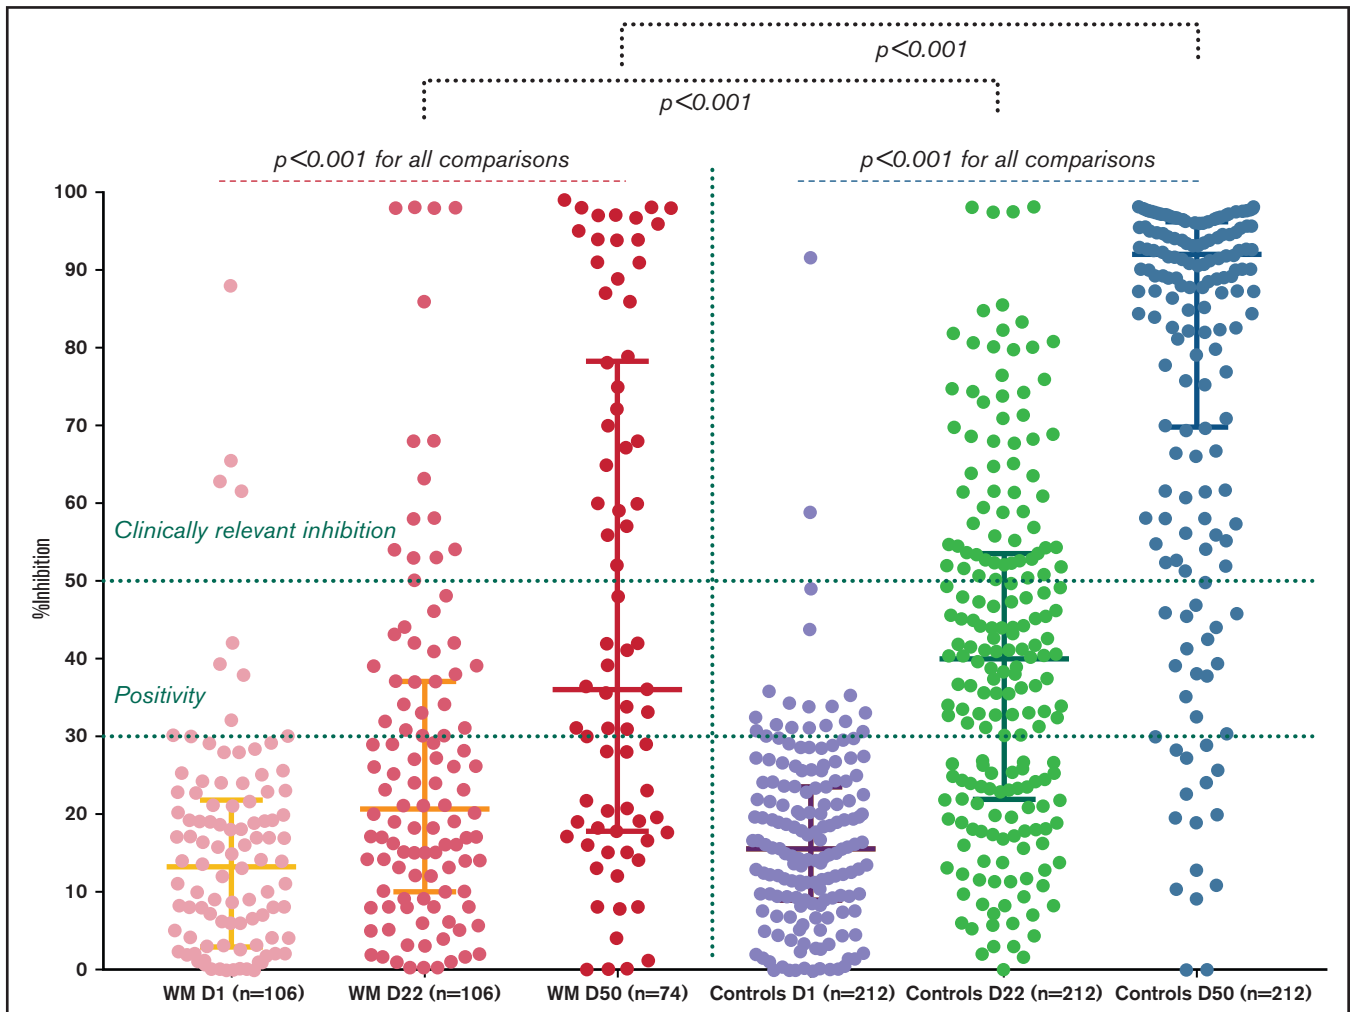 p<0.001
p<0.001
p<0.001 for all comparisons
p<0.001 for all comparisons
100
90
80
70
60
50
40
30
20
10
0
%Inhibition
Clinically relevant inhibition
Positivity
WM D1 (n=106)
WM D22 (n=106)
WM D50 (n=74)
Controls D1 (n=212)
Controls D22 (n=212)
Controls D50 (n=212)